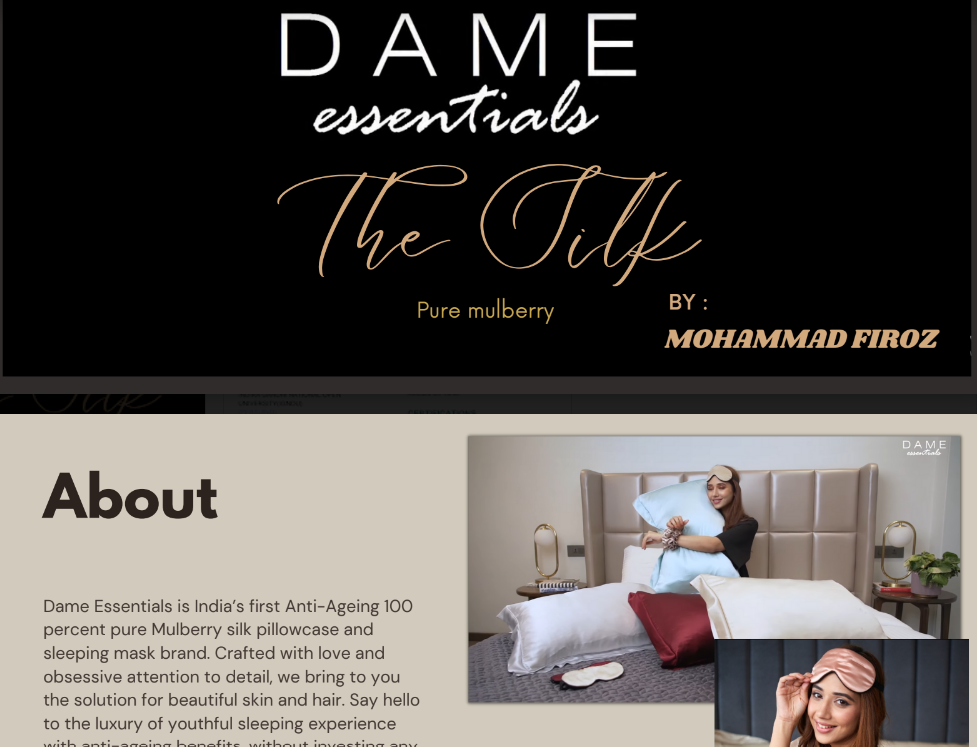 DAME
essentials
The Silk
Pure mulberry
BY :
MOHAMMAD FIROZ
Silk
About
DAME
essentials
Dame Essentials is India’s first Anti-Ageing 100
percent pure Mulberry silk pillowcase and
sleeping mask brand. Crafted with love and
obsessive attention to detail, we bring to you
the solution for beautiful skin and hair. Say hello
to the luxury of youthful sleeping experience
with anti-ageing benefits, without investing any